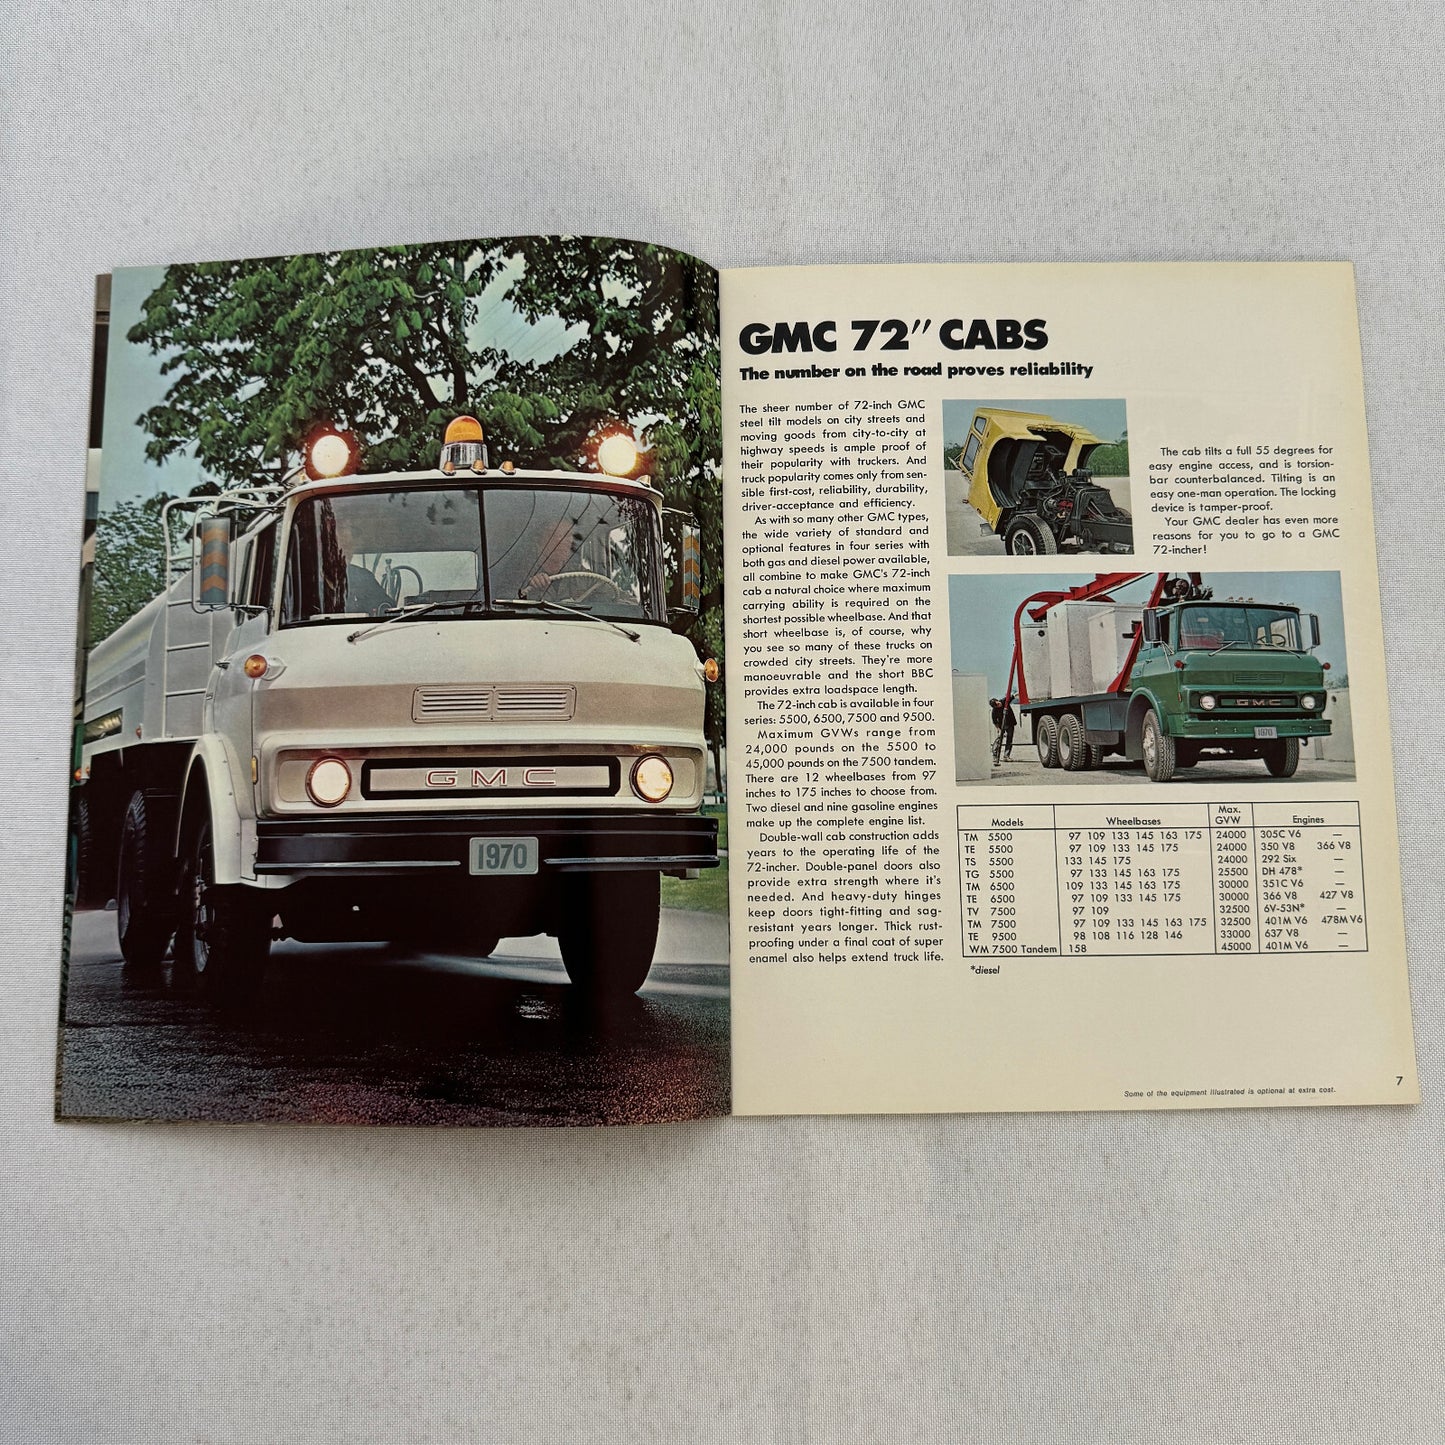 GMC
1970
GMC 72" CABS
The number on the road proves reliability
The sheer number of 72-inch GMC
steel tilt models on city streets and
moving goods from city-to-city at
highway speeds is ample proof of
their popularity with truckers. And
truck popularity comes only from sen-
sible first-cost, reliability, durability,
driver-acceptance and efficiency.
As with so many other GMC types,
the wide variety of standard and
optional features in four series with
both gas and diesel power available,
all combine to make GMC's 72-inch
cab a natural choice where maximum
carrying ability is required on the
shortest possible wheelbase. And that
short wheelbase is, of course, why
you see so many of these trucks on
crowded city streets. They're more
manoeuvrable and the short BBC
provides extra loadspace length.
The 72-inch cab is available in four
series: 5500, 6500, 7500 and 9500.
Maximum GVWs range from
24,000 pounds on the 5500 to
45,000 pounds on the 7500 tandem.
There are 12 wheelbases from 97
inches to 175 inches to choose from.
Two diesel and nine gasoline engines
make up the complete engine list.
Double-wall cab construction adds
years to the operating life of the
72-incher. Double-panel doors also
provide extra strength where it's
needed. And heavy-duty hinges
keep doors tight-fitting and sag-
resistant years longer. Thick rust-
proofing under a final coat of super
enamel also helps extend truck life.
The cab tilts a full 55 degrees for
easy engine access, and is torsion-
bar counterbalanced. Tilting is an
easy one-man operation. The locking
device is tamper-proof.
Your GMC dealer has even more
reasons for you to go to a GMC
72-incher!
GMC
1970
Models Wheelbases Max. GVW Engines
TM 5500 97 109 133 145 163 175 24000 305C V6 —
TE 5500 97 109 133 145 175 24000 350 V8 366 V8
TS 5500 133 145 175 24000 292 Six —
TG 5500 97 133 145 163 175 25500 DH 478* —
TM 6500 109 133 145 163 175 30000 351C V6 —
TE 6500 97 109 133 145 175 30000 366 V8 427 V8
TV 7500 97 109 32500 6V-53N* —
TM 7500 97 109 133 145 163 175 32500 401M V6 478M V6
TE 9500 98 108 116 128 146 33000 637 V8 —
WM 7500 Tandem 158 45000 401M V6 —
*diesel
Some of the equipment illustrated is optional at extra cost.
7